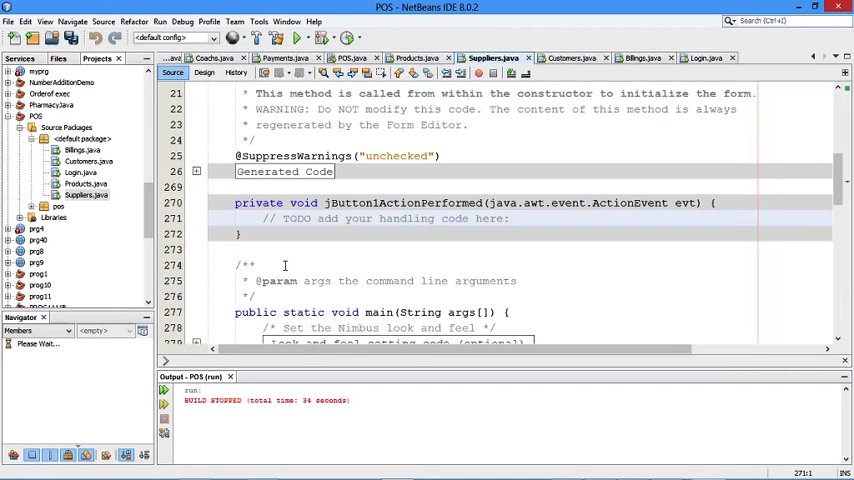 POS - NetBeans IDE 8.0.2
File Edit View Navigate Source Refactor Run Debug Profile Team Tools Window Help
Search (Ctrl+I)
<default config>
Services Files Projects
...ava Coachs.java Payments.java POS.java Products.java Suppliers.java Customers.java Billings.java Login.java
Source Design History
myprg
NumberAdditionDemo
Orderof exec
PharmacyJava
POS
Source Packages
<default package>
Billings.java
Customers.java
Login.java
Products.java
Suppliers.java
pos
Libraries
prg4
prg40
prg8
prg9
prog1
prog10
prog11
21 * This method is called from within the constructor to initialize the form.
22 * WARNING: Do NOT modify this code. The content of this method is always
23 * regenerated by the Form Editor.
24 */
25 @SuppressWarnings("unchecked")
26 Generated Code
269
270 private void jButton1ActionPerformed(java.awt.event.ActionEvent evt) {
271 // TODO add your handling code here:
272 }
273
274 /**
275 * @param args the command line arguments
276 */
277 public static void main(String args[]) {
278 /* Set the Nimbus look and feel */
279 Look and feel setting code (optional)
Navigator
Members <empty>
Please Wait...
Output - POS (run)
run:
BUILD STOPPED (total time: 34 seconds)
271:1 INS